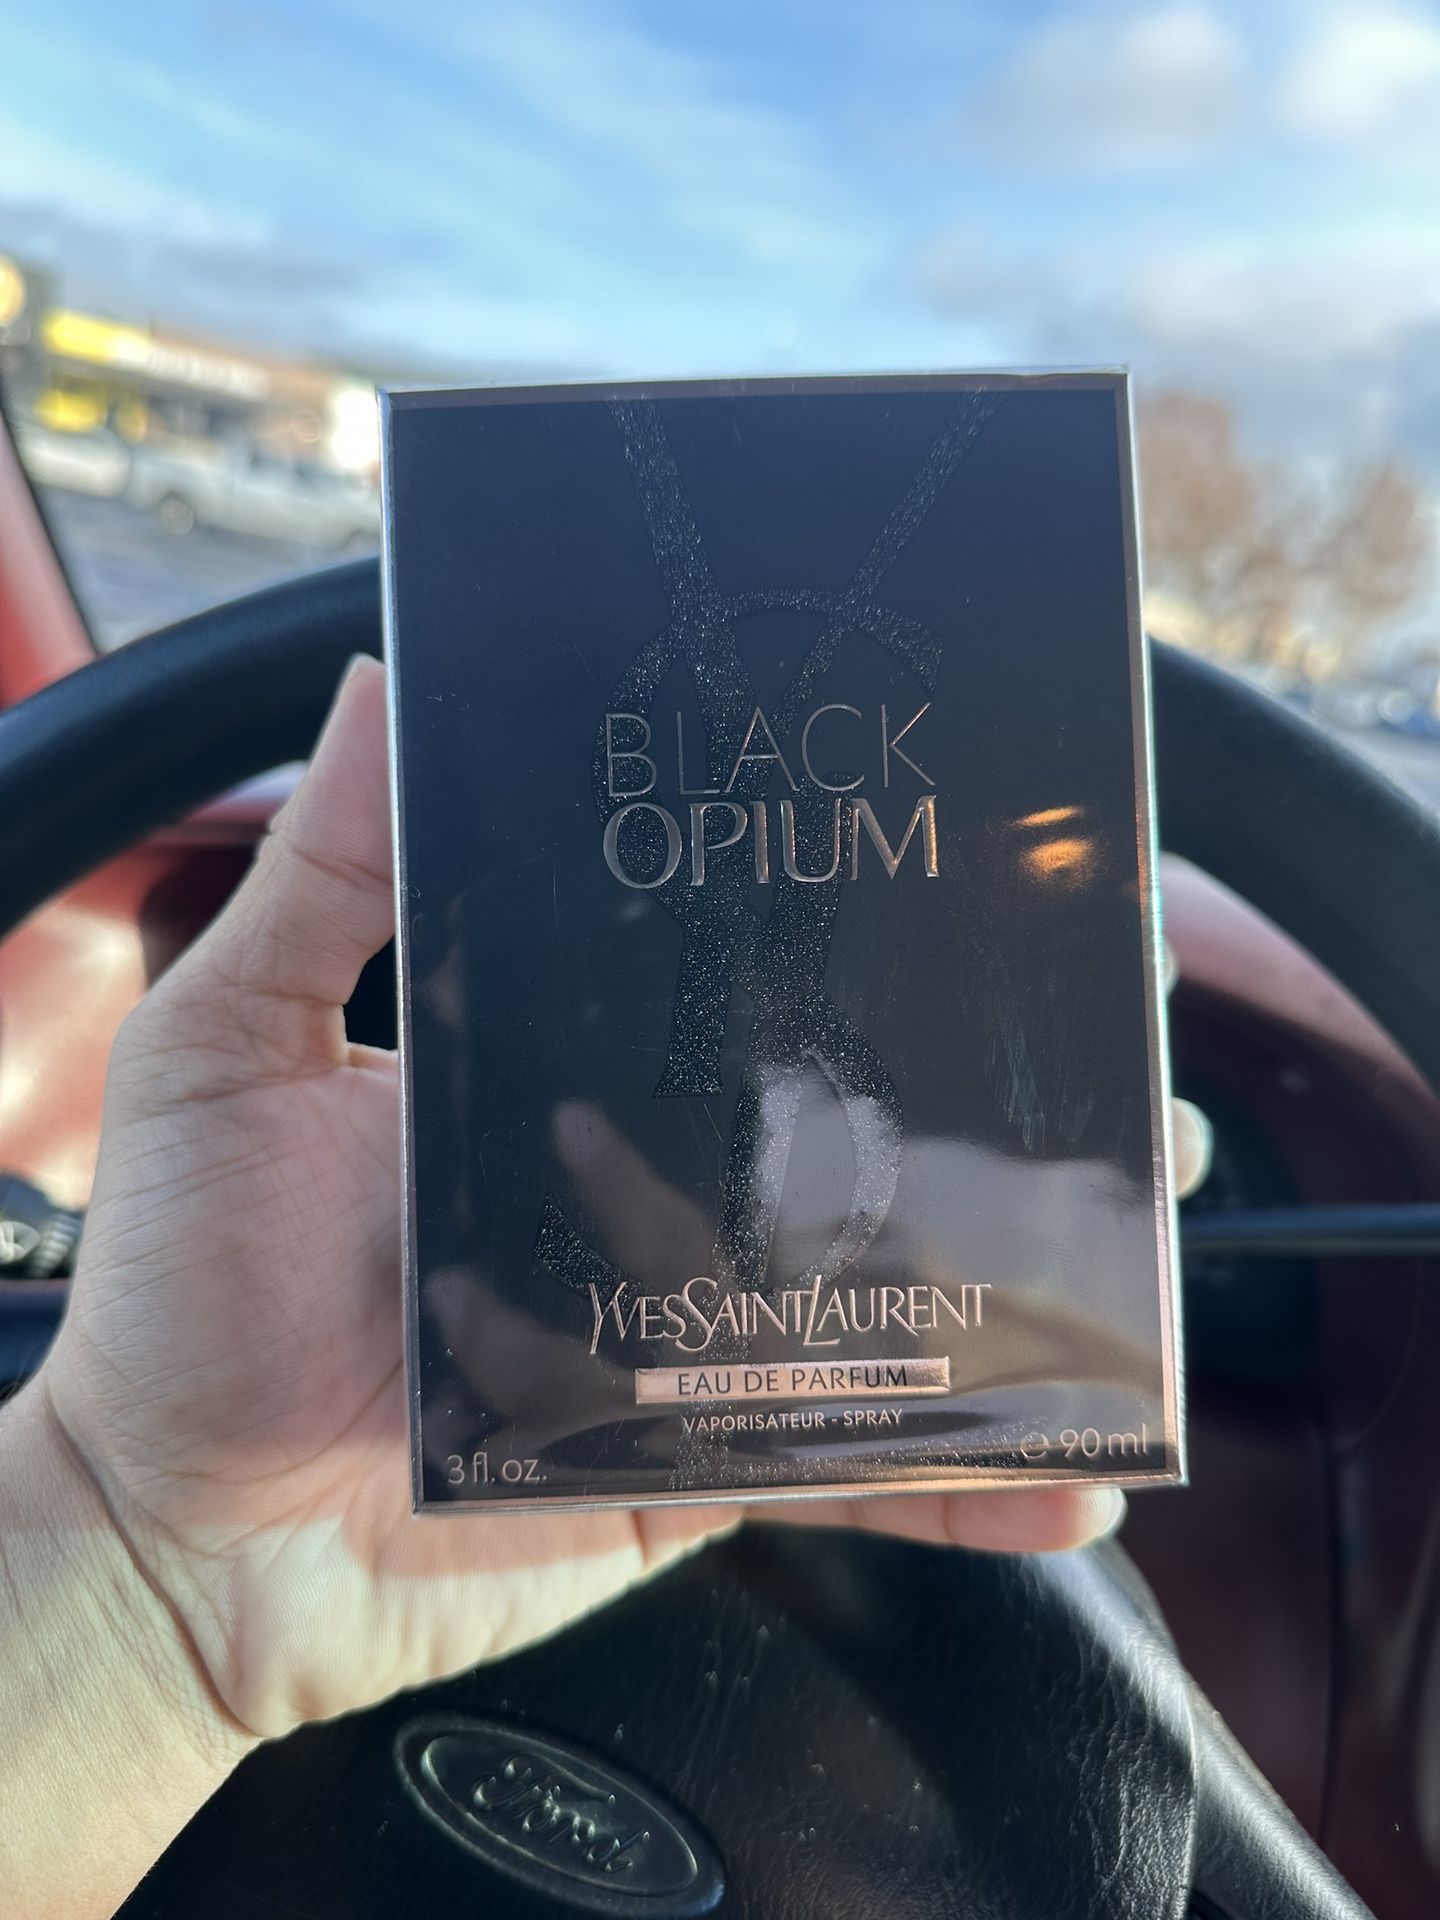 BLACK
OPIUM
YVESSAINTLAURENT
EAU DE PARFUM
VAPORISATEUR - SPRAY
3 fl. oz.
℮ 90 ml
Ford